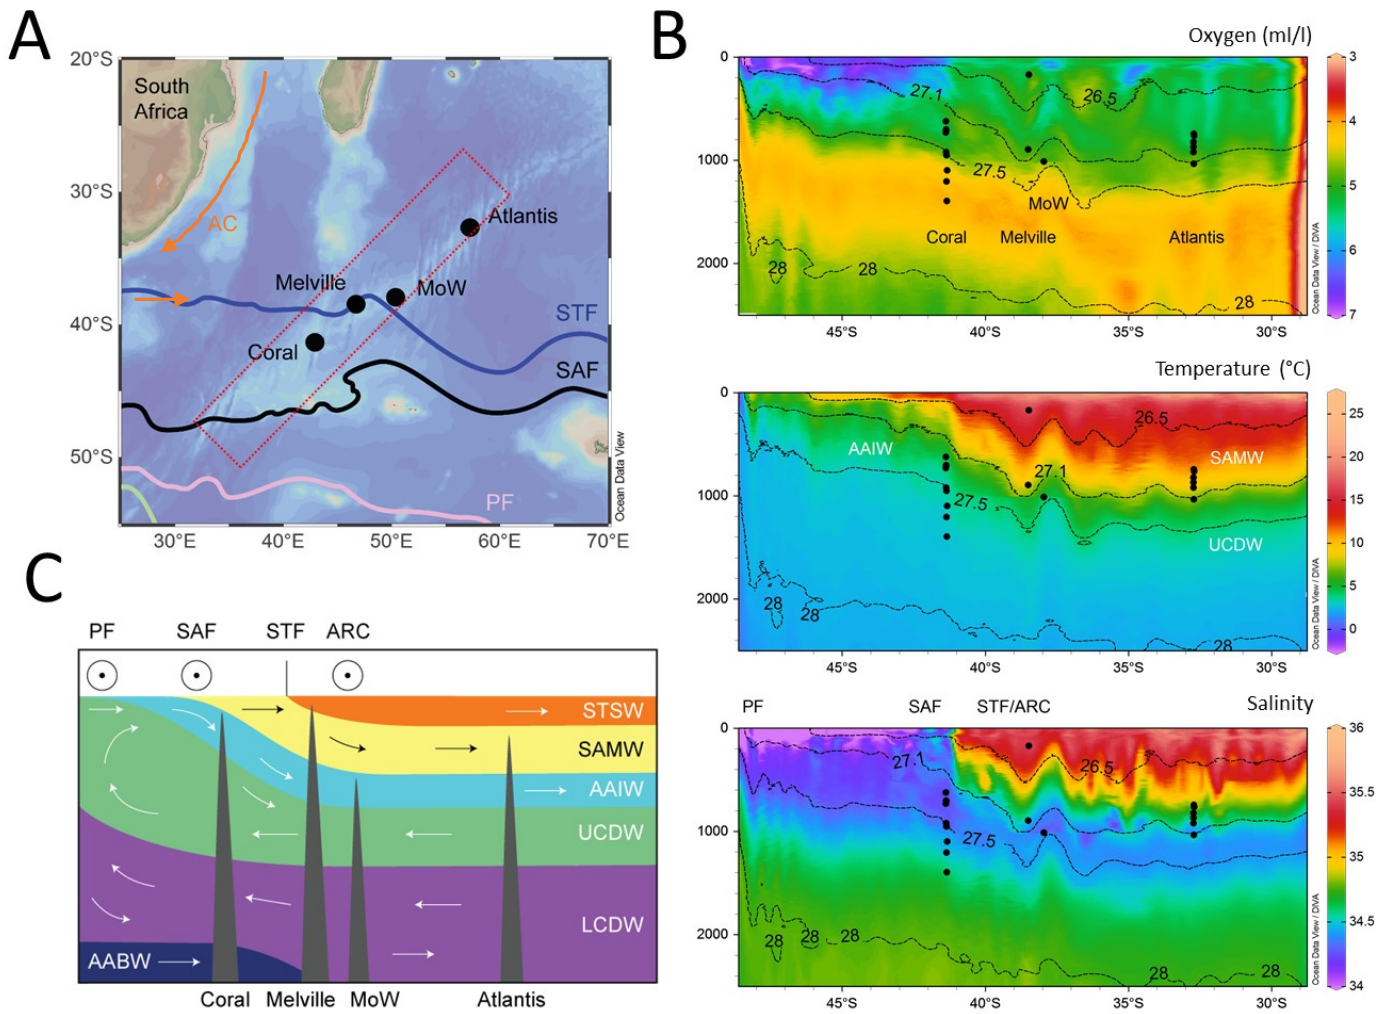 A
20°S
30°S
40°S
50°S
South
Africa
AC
Atlantis
Melville
MoW
STF
Coral
SAF
PF
Ocean Data View
30°E
40°E
50°E
60°E
70°E
B
Oxygen (ml/l)
0
1000
2000
27.1
26.5
27.5
MoW
Coral
Melville
Atlantis
28
28
28
45°S
40°S
35°S
30°S
Ocean Data View / DIVA
3
4
5
6
7
Temperature (°C)
0
1000
2000
26.5
AAIW
SAMW
27.1
27.5
UCDW
28
28
28
45°S
40°S
35°S
30°S
Ocean Data View / DIVA
25
20
15
10
5
0
PF
SAF
STF/ARC
Salinity
0
1000
2000
27.1
26.5
27.5
28
28
28
28
28
45°S
40°S
35°S
30°S
Ocean Data View / DIVA
36
35.5
35
34.5
34
C
PF
SAF
STF
ARC
STSW
SAMW
AAIW
UCDW
LCDW
AABW
Coral
Melville
MoW
Atlantis